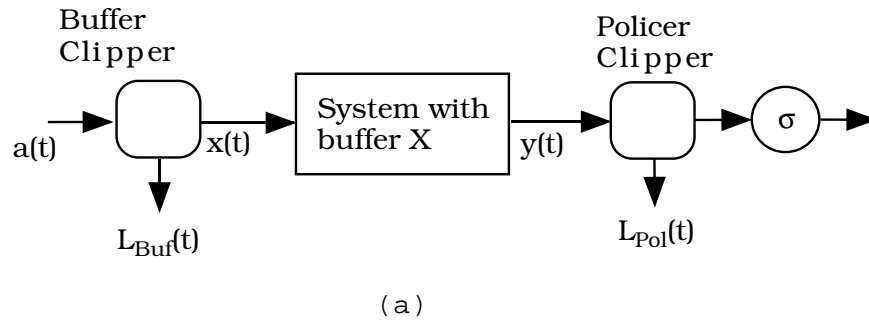 Buffer
Clipper
Policer
Clipper
System with
buffer X
σ
a(t)
x(t)
y(t)
L_Buf(t)
L_Pol(t)
(a)